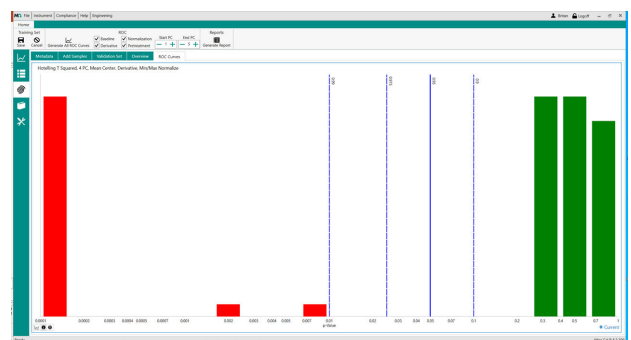 File Instrument Compliance Help Engineering
Brian Logoff
Home
Training Set ROC Reports
Baseline Normalization Start PC End PC
Derivative Pretreatment 1 5
Save Cancel Generate All ROC Curves Generate Report
Metadata Add Samples Validation Set Overview ROC Curves
Hotelling T Squared, 4 PC, Mean Center, Derivative, Min/Max Normalize
0.0001 0.0002 0.0003 0.0004 0.0005 0.0007 0.001 0.002 0.003 0.004 0.005 0.007 0.01 0.02 0.03 0.04 0.05 0.07 0.1 0.2 0.3 0.4 0.5 0.7 1
p-Value
Current
Ready